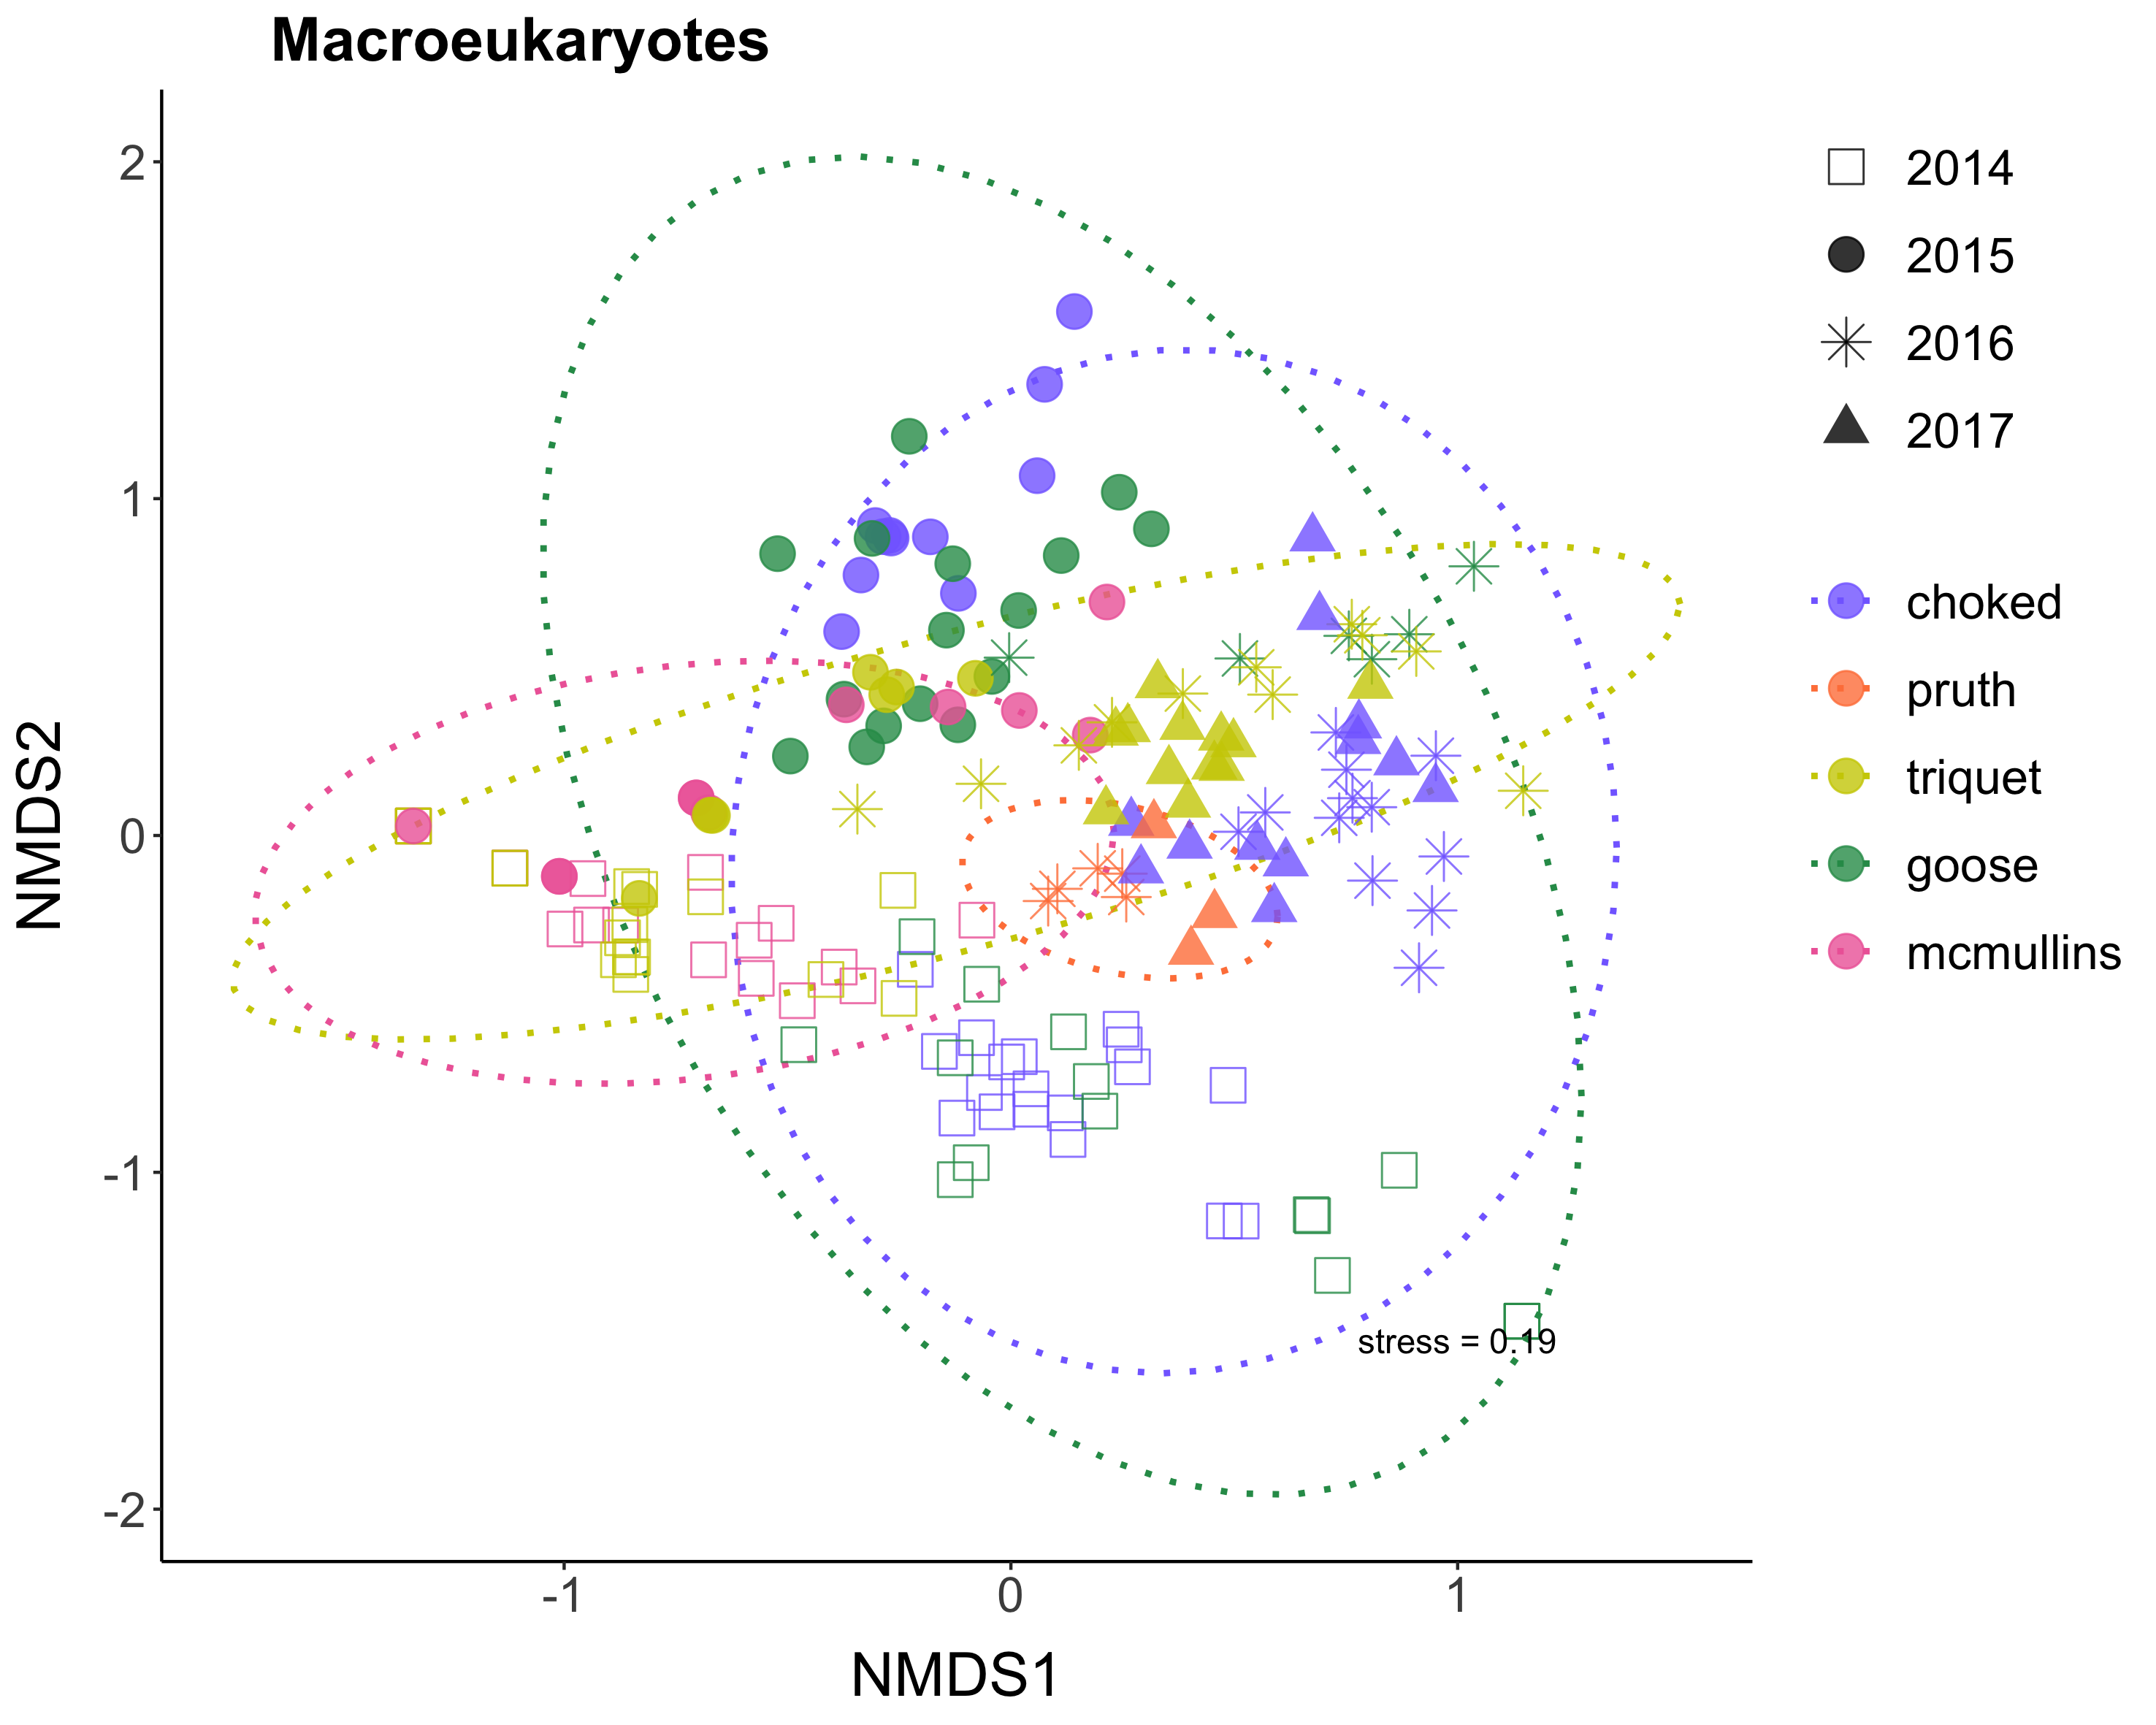 Macroeukaryotes
NMDS2
2
1
0
-1
-2
-1
0
1
NMDS1
stress = 0.19
2014
2015
2016
2017
choked
pruth
triquet
goose
mcmullins